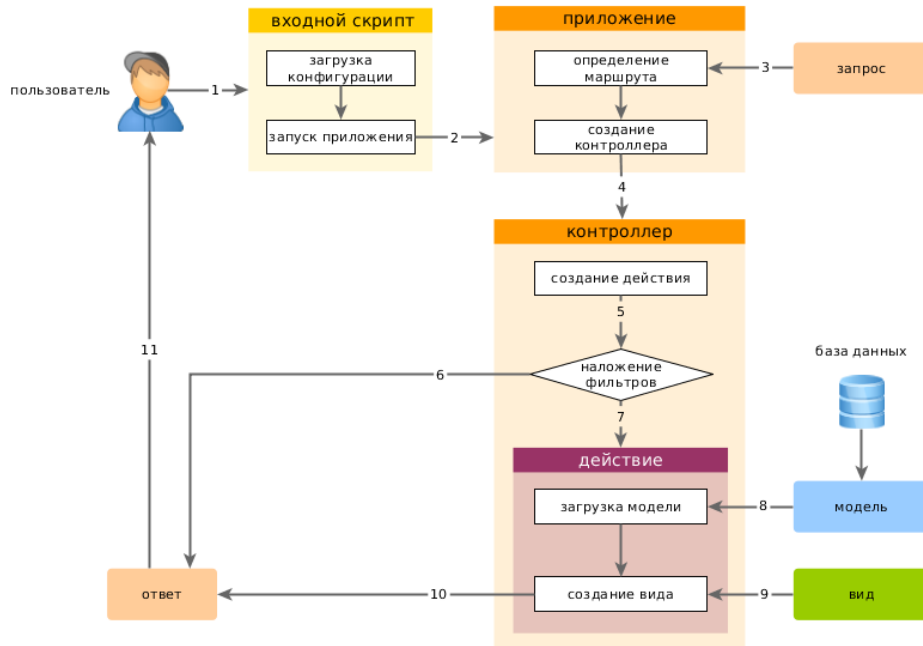 входной скрипт
приложение
загрузка
конфигурации
определение
маршрута
3
запрос
пользователь
1
запуск приложения
2
создание
контроллера
4
контроллер
создание действия
5
11
база данных
6
наложение
фильтров
7
действие
загрузка модели
8
модель
ответ
10
создание вида
9
вид